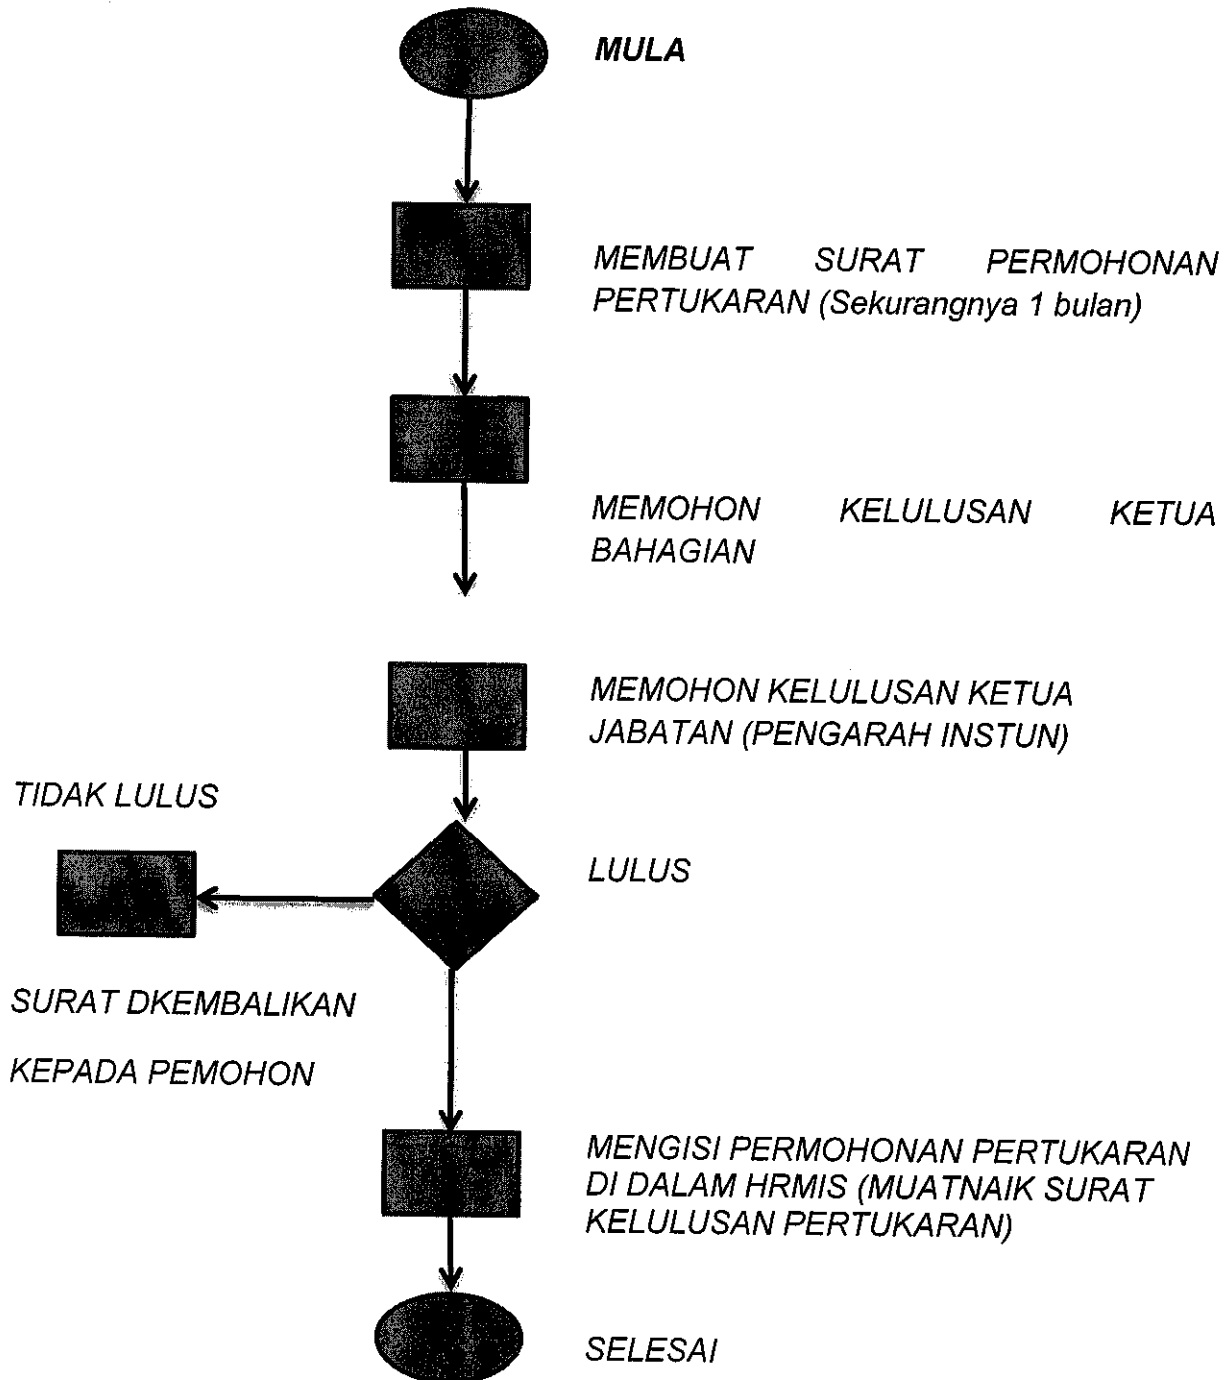 MULA
MEMBUAT SURAT PERMOHONAN
PERTUKARAN (Sekurangnya 1 bulan)
MEMOHON KELULUSAN KETUA
BAHAGIAN
MEMOHON KELULUSAN KETUA
JABATAN (PENGARAH INSTUN)
TIDAK LULUS
LULUS
SURAT DKEMBALIKAN
KEPADA PEMOHON
MENGISI PERMOHONAN PERTUKARAN
DI DALAM HRMIS (MUATNAIK SURAT
KELULUSAN PERTUKARAN)
SELESAI